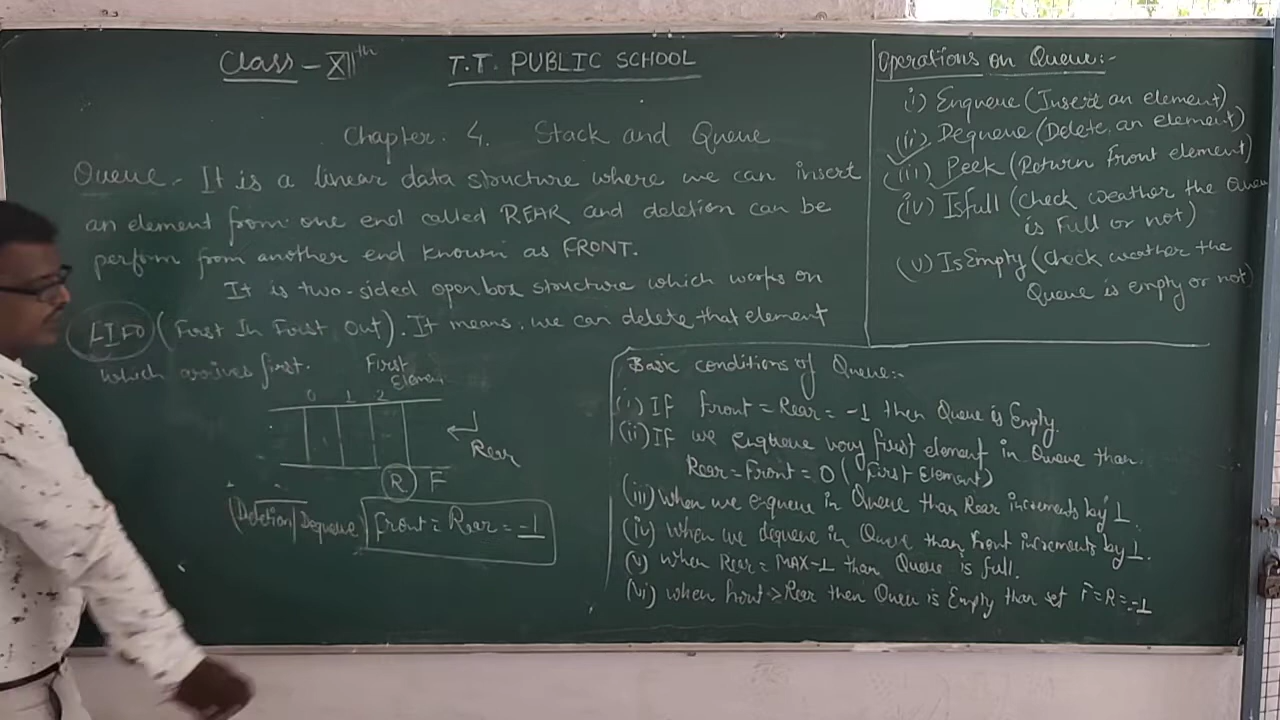 Class - XIIth
T.T. PUBLIC SCHOOL
Chapter. 4. Stack and Queue
Queue - It is a linear data structure where we can insert
an element from one end called REAR and deletion can be
perform from another end known as FRONT.
It is two-sided open box structure which works on
(First In First Out). It means, we can delete that element
which arrives first.
First
Element
0 1 2
Rear
R F
(Deletion/Dequeue)
Front = Rear = -1
Operations on Queue:-
(i) Enqueue (Insert an element)
(ii) Dequeue (Delete an element)
(iii) Peek (Return Front element)
(iv) Isfull (check weather the Queue
is Full or not)
(v) IsEmpty (check weather the
Queue is empty or not)
Basic conditions of Queue:-
(i) IF Front = Rear = -1 then Queue is Empty.
(ii) IF we enqueue very first element in Queue than
Rear = Front = 0 (First Element)
(iii) When we enqueue in Queue than Rear increments by 1.
(iv) When we dequeue in Queue than front increments by 1.
(v) when Rear = MAX-1 than Queue is full.
(vi) when front > Rear then Queu is Empty than set F=R=-1